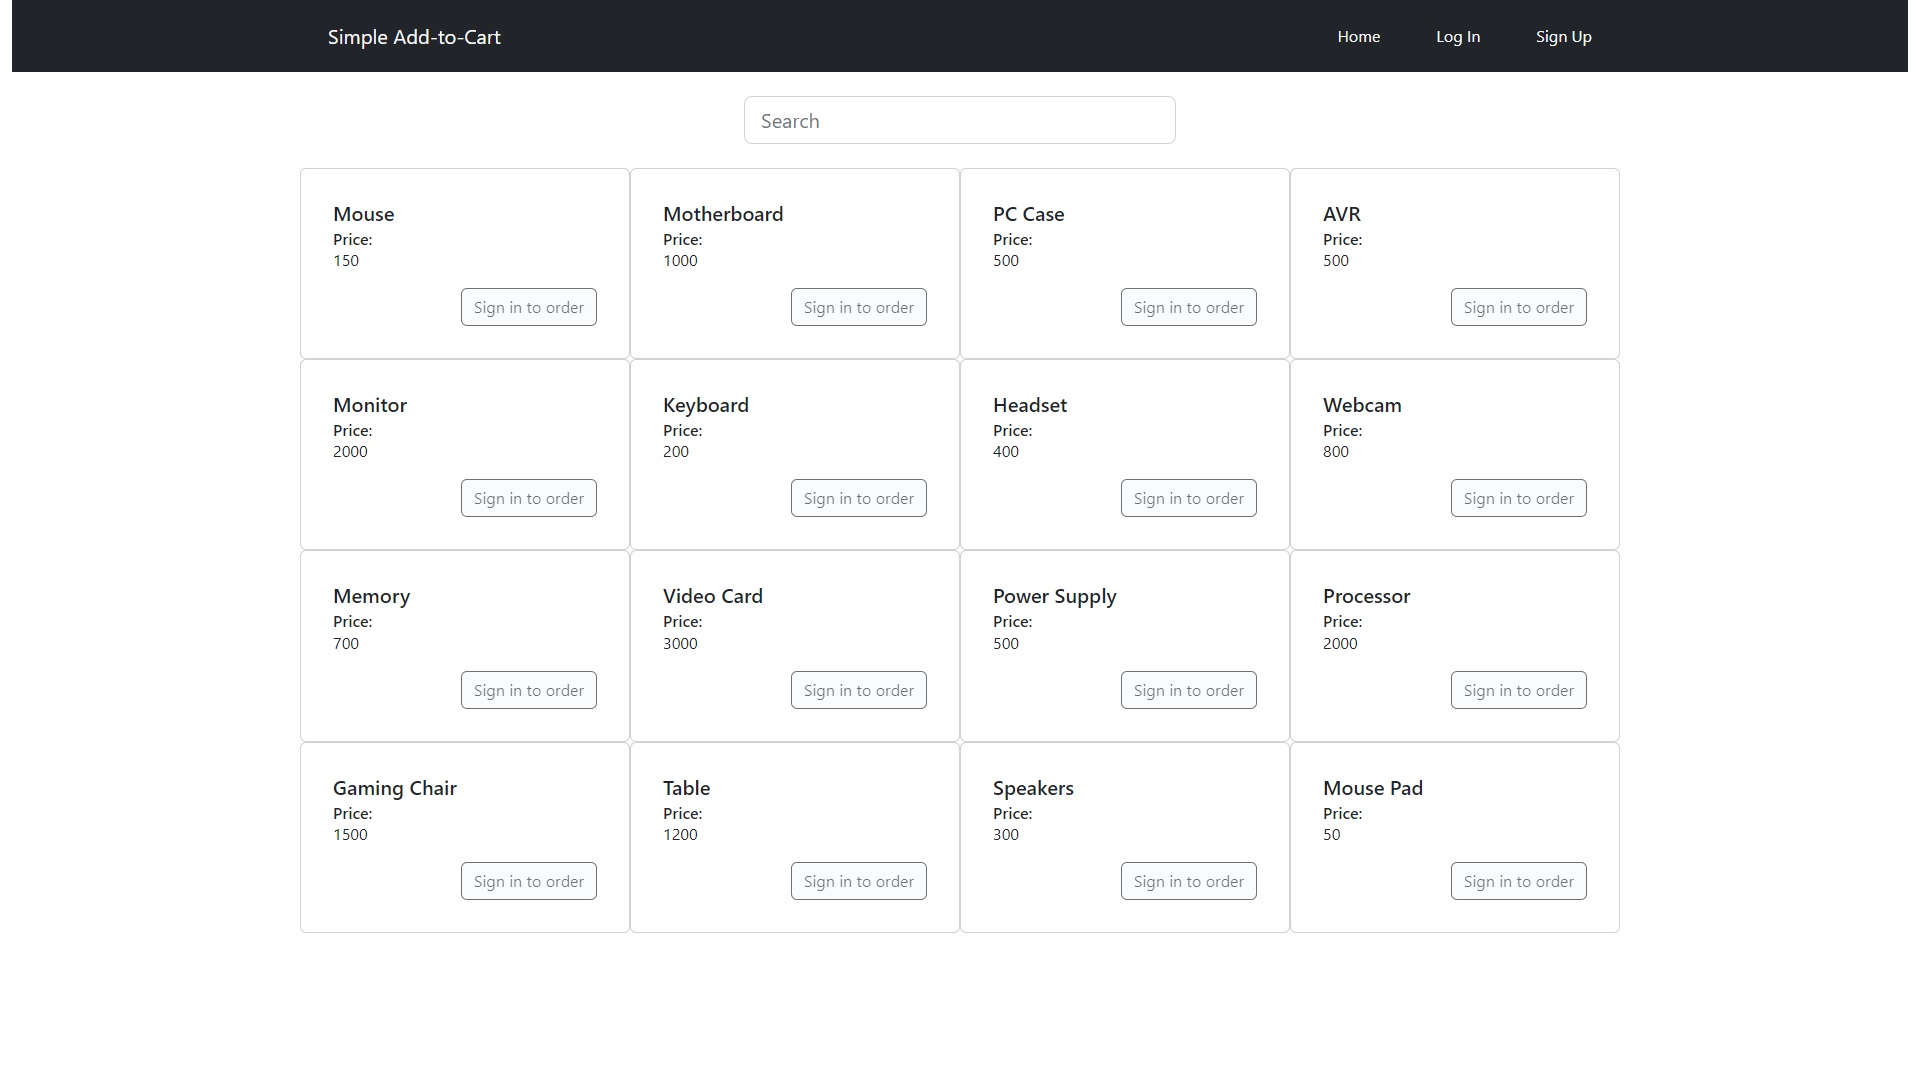 Simple Add-to-Cart
Home
Log In
Sign Up
Search
Mouse
Price:
150
Sign in to order
Motherboard
Price:
1000
Sign in to order
PC Case
Price:
500
Sign in to order
AVR
Price:
500
Sign in to order
Monitor
Price:
2000
Sign in to order
Keyboard
Price:
200
Sign in to order
Headset
Price:
400
Sign in to order
Webcam
Price:
800
Sign in to order
Memory
Price:
700
Sign in to order
Video Card
Price:
3000
Sign in to order
Power Supply
Price:
500
Sign in to order
Processor
Price:
2000
Sign in to order
Gaming Chair
Price:
1500
Sign in to order
Table
Price:
1200
Sign in to order
Speakers
Price:
300
Sign in to order
Mouse Pad
Price:
50
Sign in to order